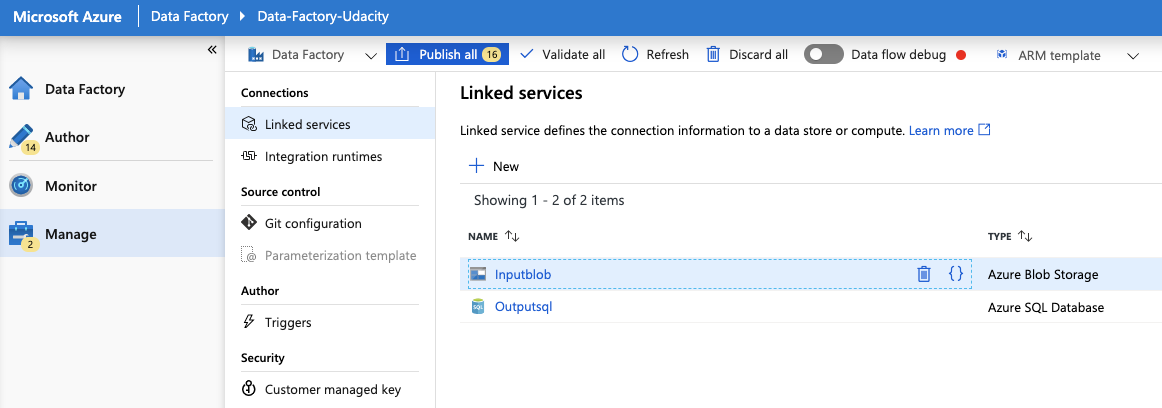 Microsoft Azure Data Factory Data-Factory-Udacity
«
Data Factory Publish all 16 Validate all Refresh Discard all Data flow debug ARM template
Data Factory
Author
14
Monitor
Manage
2
Connections
Linked services
Integration runtimes
Source control
Git configuration
Parameterization template
Author
Triggers
Security
Customer managed key
Linked services
Linked service defines the connection information to a data store or compute. Learn more
+ New
Showing 1 - 2 of 2 items
NAME TYPE
Inputblob {} Azure Blob Storage
SQL Outputsql Azure SQL Database